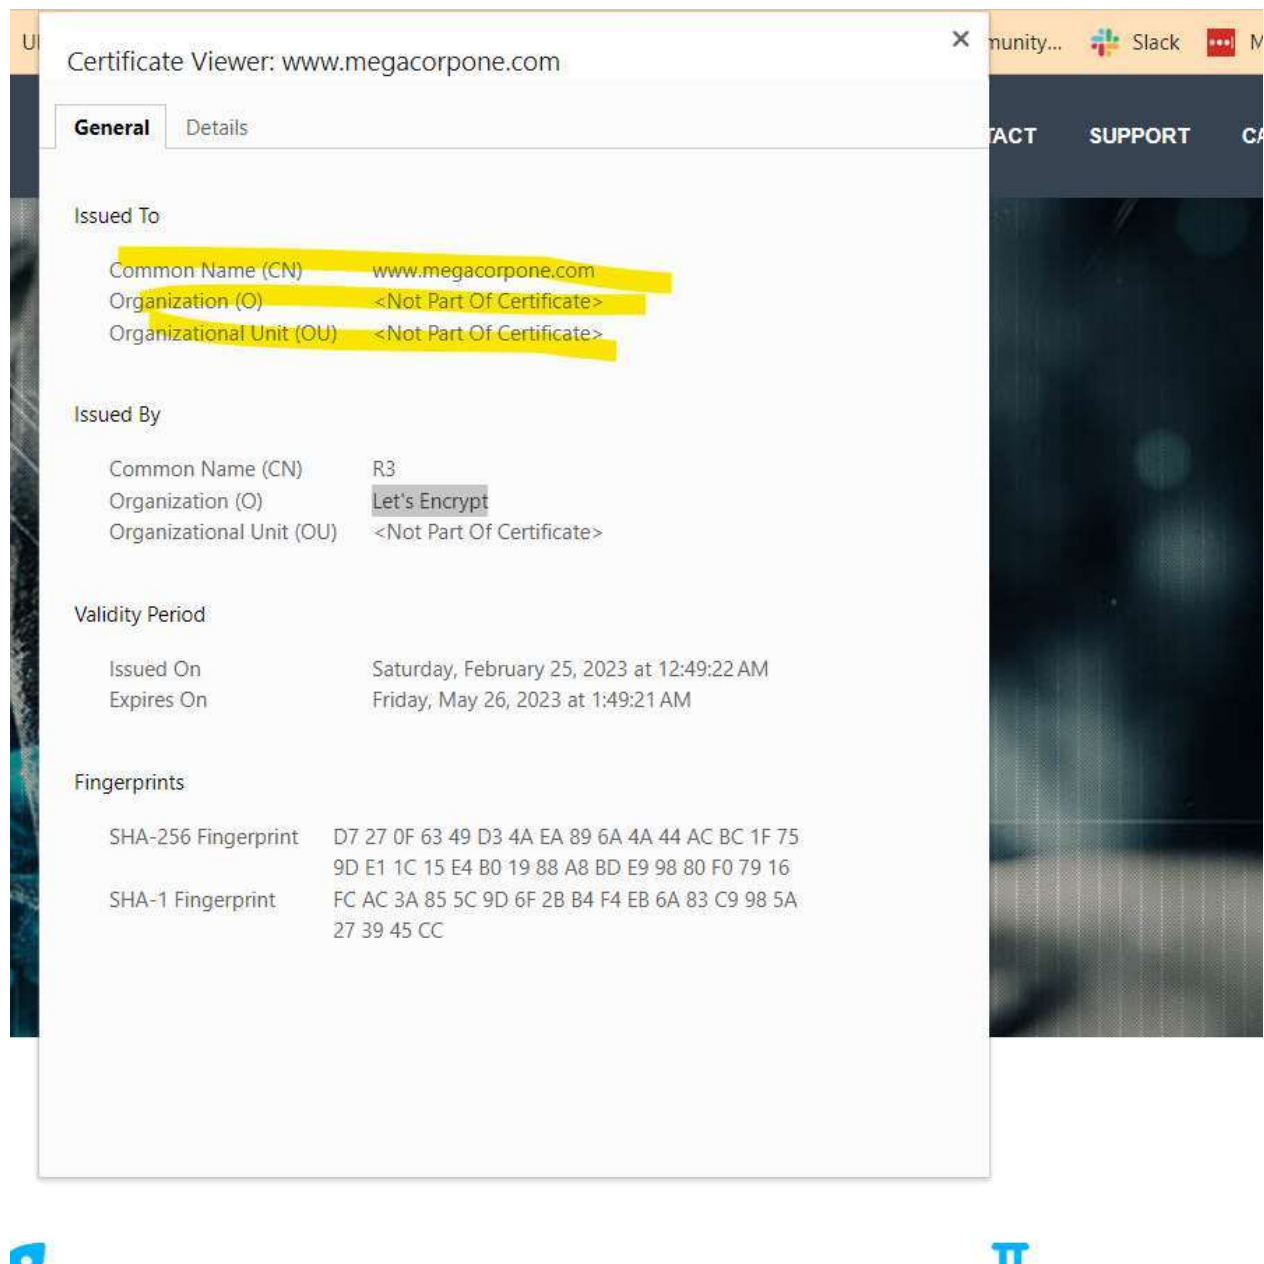 Certificate Viewer: www.megacorpone.com
munity... Slack
General Details
SUPPORT
Issued To
Common Name (CN) www.megacorpone.com
Organization (O) <Not Part Of Certificate>
Organizational Unit (OU) <Not Part Of Certificate>
Issued By
Common Name (CN) R3
Organization (O) Let's Encrypt
Organizational Unit (OU) <Not Part Of Certificate>
Validity Period
Issued On Saturday, February 25, 2023 at 12:49:22 AM
Expires On Friday, May 26, 2023 at 1:49:21 AM
Fingerprints
SHA-256 Fingerprint D7 27 0F 63 49 D3 4A EA 89 6A 4A 44 AC BC 1F 75
9D E1 1C 15 E4 B0 19 88 A8 BD E9 98 80 F0 79 16
SHA-1 Fingerprint FC AC 3A 85 5C 9D 6F 2B B4 F4 EB 6A 83 C9 98 5A
27 39 45 CC